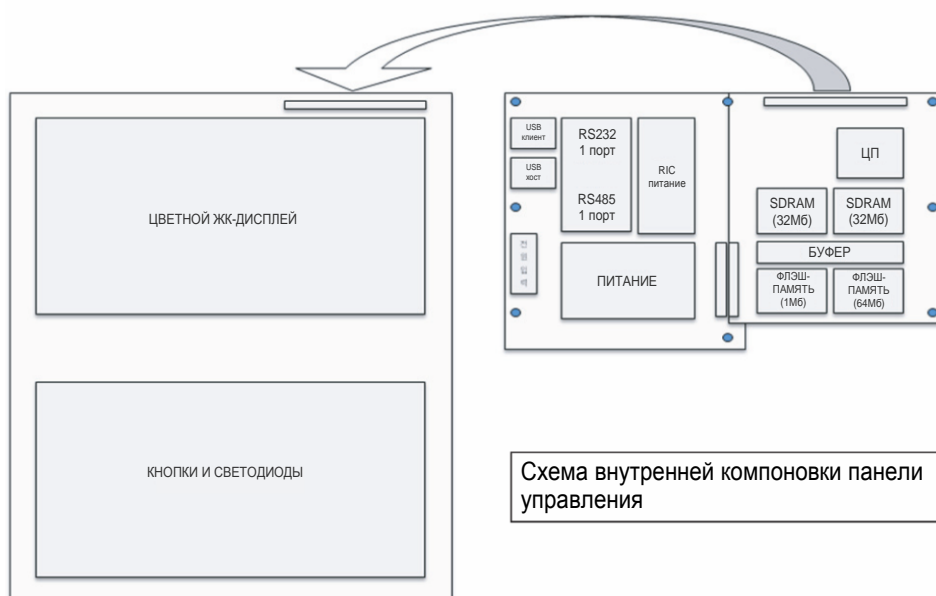 ЦВЕТНОЙ ЖК-ДИСПЛЕЙ
КНОПКИ И СВЕТОДИОДЫ
USB
клиент
USB
хост
RS232
1 порт
RS485
1 порт
RIC
питание
ПИТАНИЕ
ЦП
SDRAM
(32Мб)
SDRAM
(32Мб)
БУФЕР
ФЛЭШ-
ПАМЯТЬ
(1Мб)
ФЛЭШ-
ПАМЯТЬ
(64Мб)
Схема внутренней компоновки панели
управления